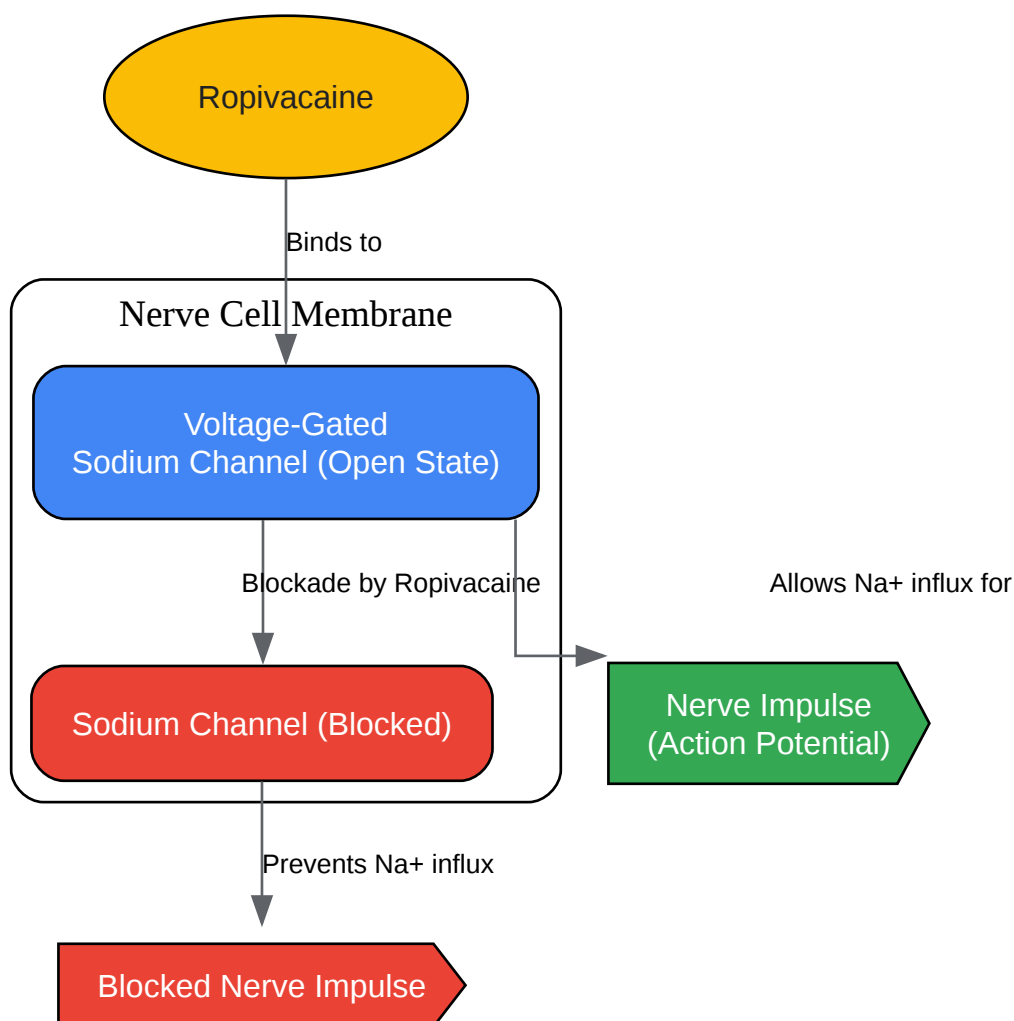 Ropivacaine
Binds to
Nerve Cell Membrane
Voltage-Gated
Sodium Channel (Open State)
Blockade by Ropivacaine
Allows Na+ influx for
Sodium Channel (Blocked)
Nerve Impulse
(Action Potential)
Prevents Na+ influx
Blocked Nerve Impulse